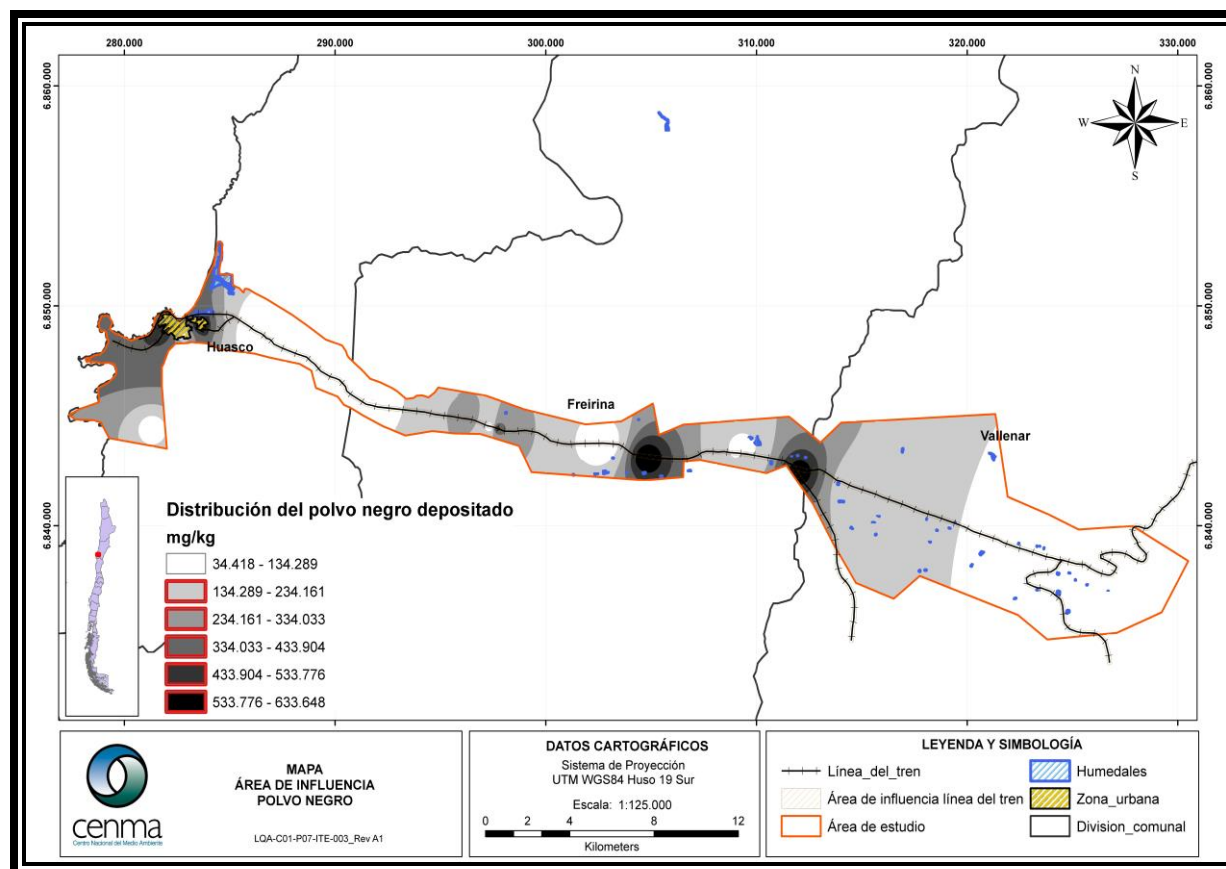 280.000 290.000 300.000 310.000 320.000 330.000
6.860.000 6.860.000
6.850.000 6.850.000
6.840.000 6.840.000
N
W E
S
Huasco
Freirina
Vallenar
Distribución del polvo negro depositado
mg/kg
34.418 - 134.289
134.289 - 234.161
234.161 - 334.033
334.033 - 433.904
433.904 - 533.776
533.776 - 633.648
cenma
Centro Nacional del Medio Ambiente
MAPA
ÁREA DE INFLUENCIA
POLVO NEGRO
LQA-C01-P07-ITE-003_Rev A1
DATOS CARTOGRÁFICOS
Sistema de Proyección
UTM WGS84 Huso 19 Sur
Escala: 1:125.000
0 2 4 8 12
Kilometers
LEYENDA Y SIMBOLOGÍA
Línea_del_tren
Área de influencia línea del tren
Área de estudio
Humedales
Zona_urbana
Division_comunal